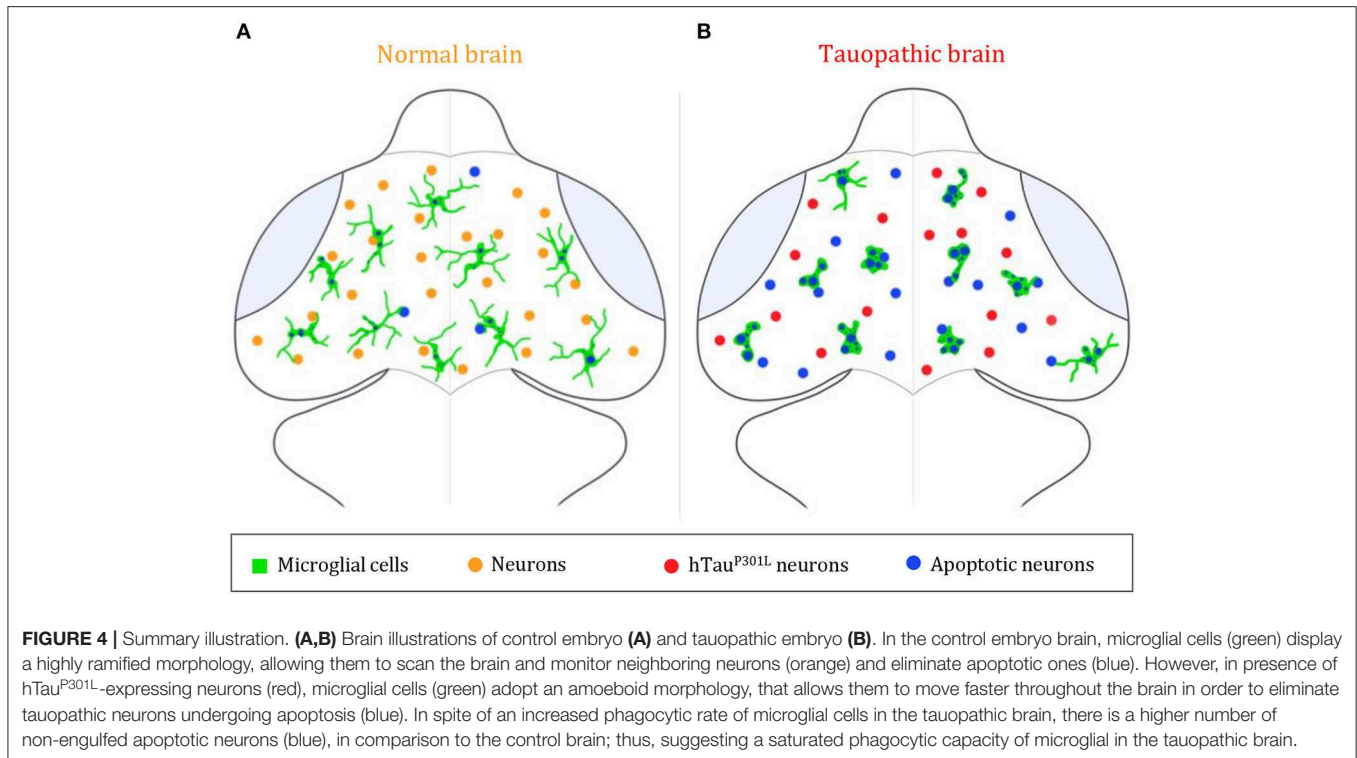 A
B
Normal brain
Tauopathic brain
Microglial cells
Neurons
hTauP301L neurons
Apoptotic neurons
FIGURE 4 | Summary illustration. (A,B) Brain illustrations of control embryo (A) and tauopathic embryo (B). In the control embryo brain, microglial cells (green) display
a highly ramified morphology, allowing them to scan the brain and monitor neighboring neurons (orange) and eliminate apoptotic ones (blue). However, in presence of
hTauP301L-expressing neurons (red), microglial cells (green) adopt an amoeboid morphology, that allows them to move faster throughout the brain in order to eliminate
tauopathic neurons undergoing apoptosis (blue). In spite of an increased phagocytic rate of microglial cells in the tauopathic brain, there is a higher number of
non-engulfed apoptotic neurons (blue), in comparison to the control brain; thus, suggesting a saturated phagocytic capacity of microglial in the tauopathic brain.